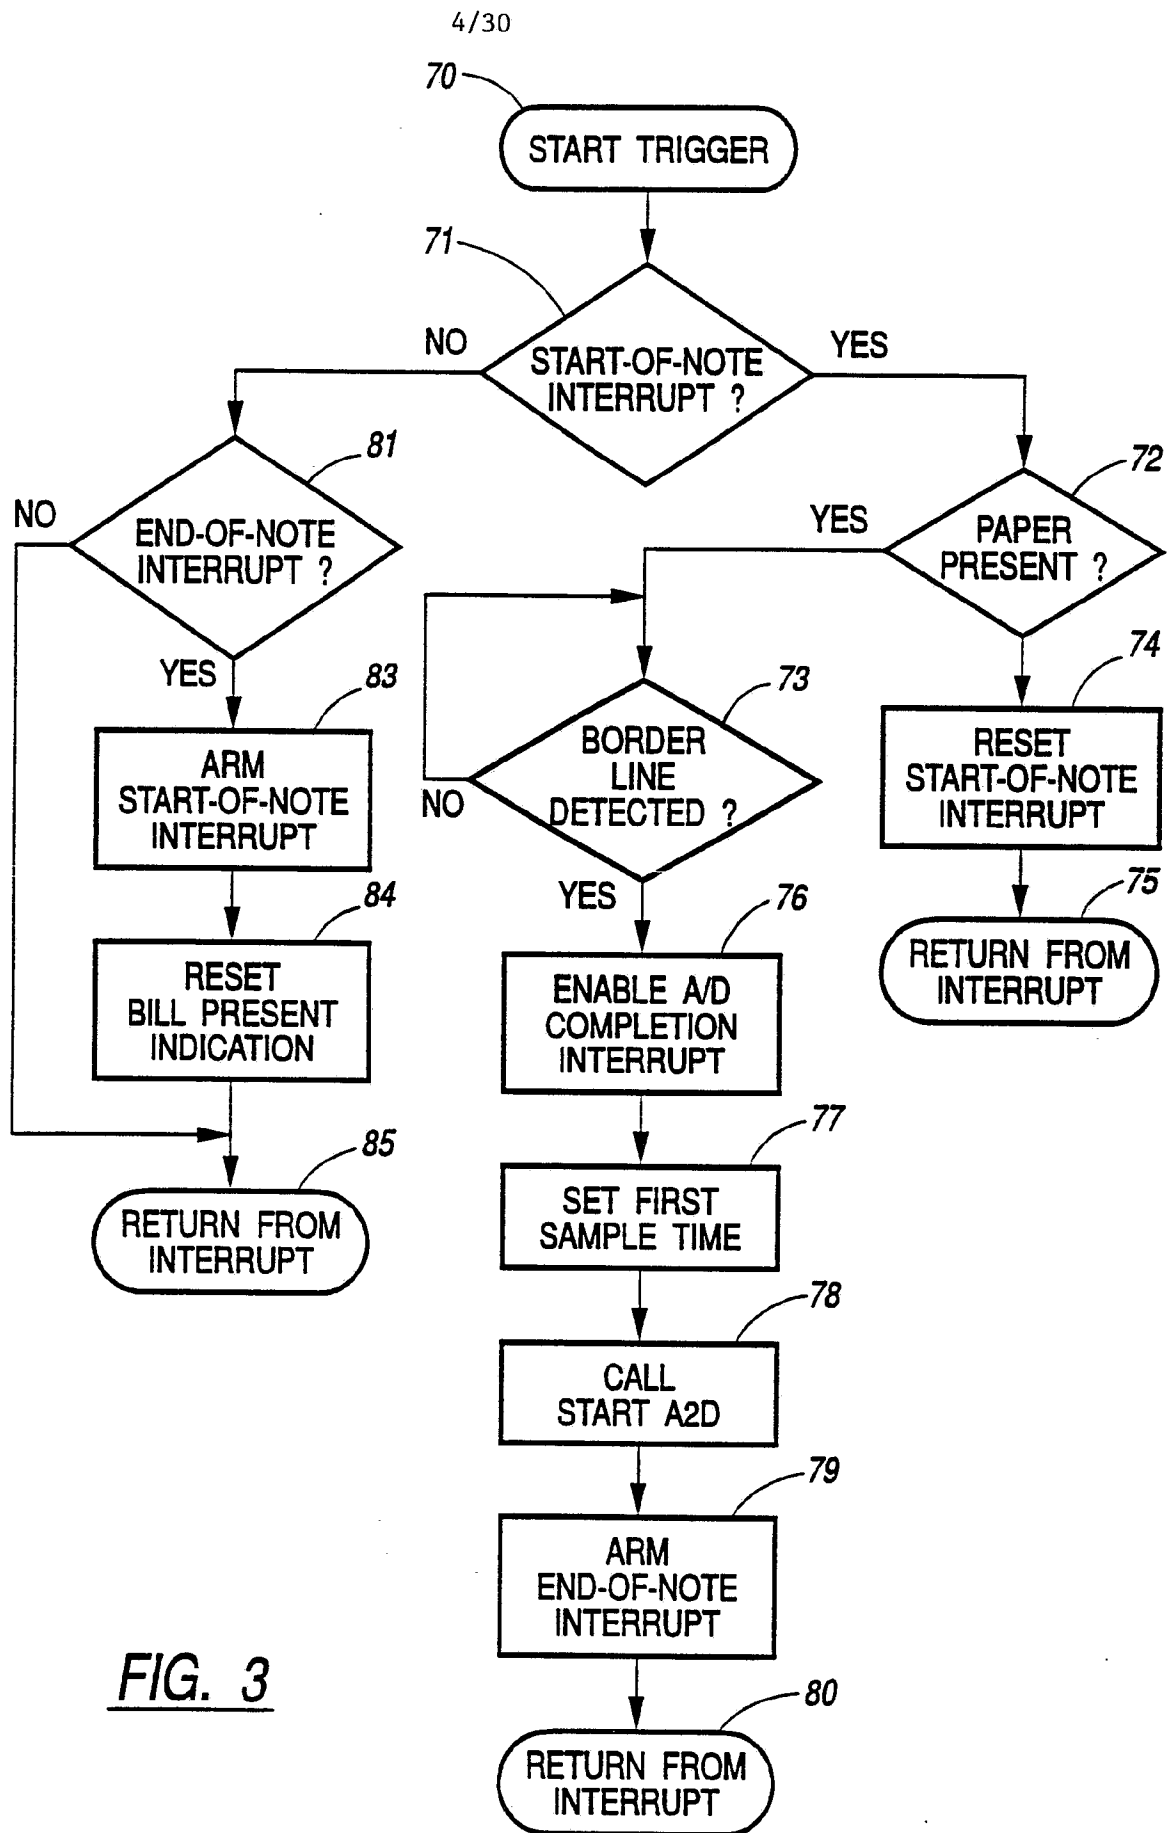 4/30
70
START TRIGGER
71
NO
YES
START-OF-NOTE
INTERRUPT ?
81
72
NO
END-OF-NOTE
INTERRUPT ?
YES
PAPER
PRESENT ?
YES
83
73
74
ARM
START-OF-NOTE
INTERRUPT
BORDER
LINE
DETECTED ?
NO
RESET
START-OF-NOTE
INTERRUPT
YES
84
76
75
RESET
BILL PRESENT
INDICATION
ENABLE A/D
COMPLETION
INTERRUPT
RETURN FROM
INTERRUPT
85
77
RETURN FROM
INTERRUPT
SET FIRST
SAMPLE TIME
78
CALL
START A2D
79
ARM
END-OF-NOTE
INTERRUPT
FIG. 3
80
RETURN FROM
INTERRUPT